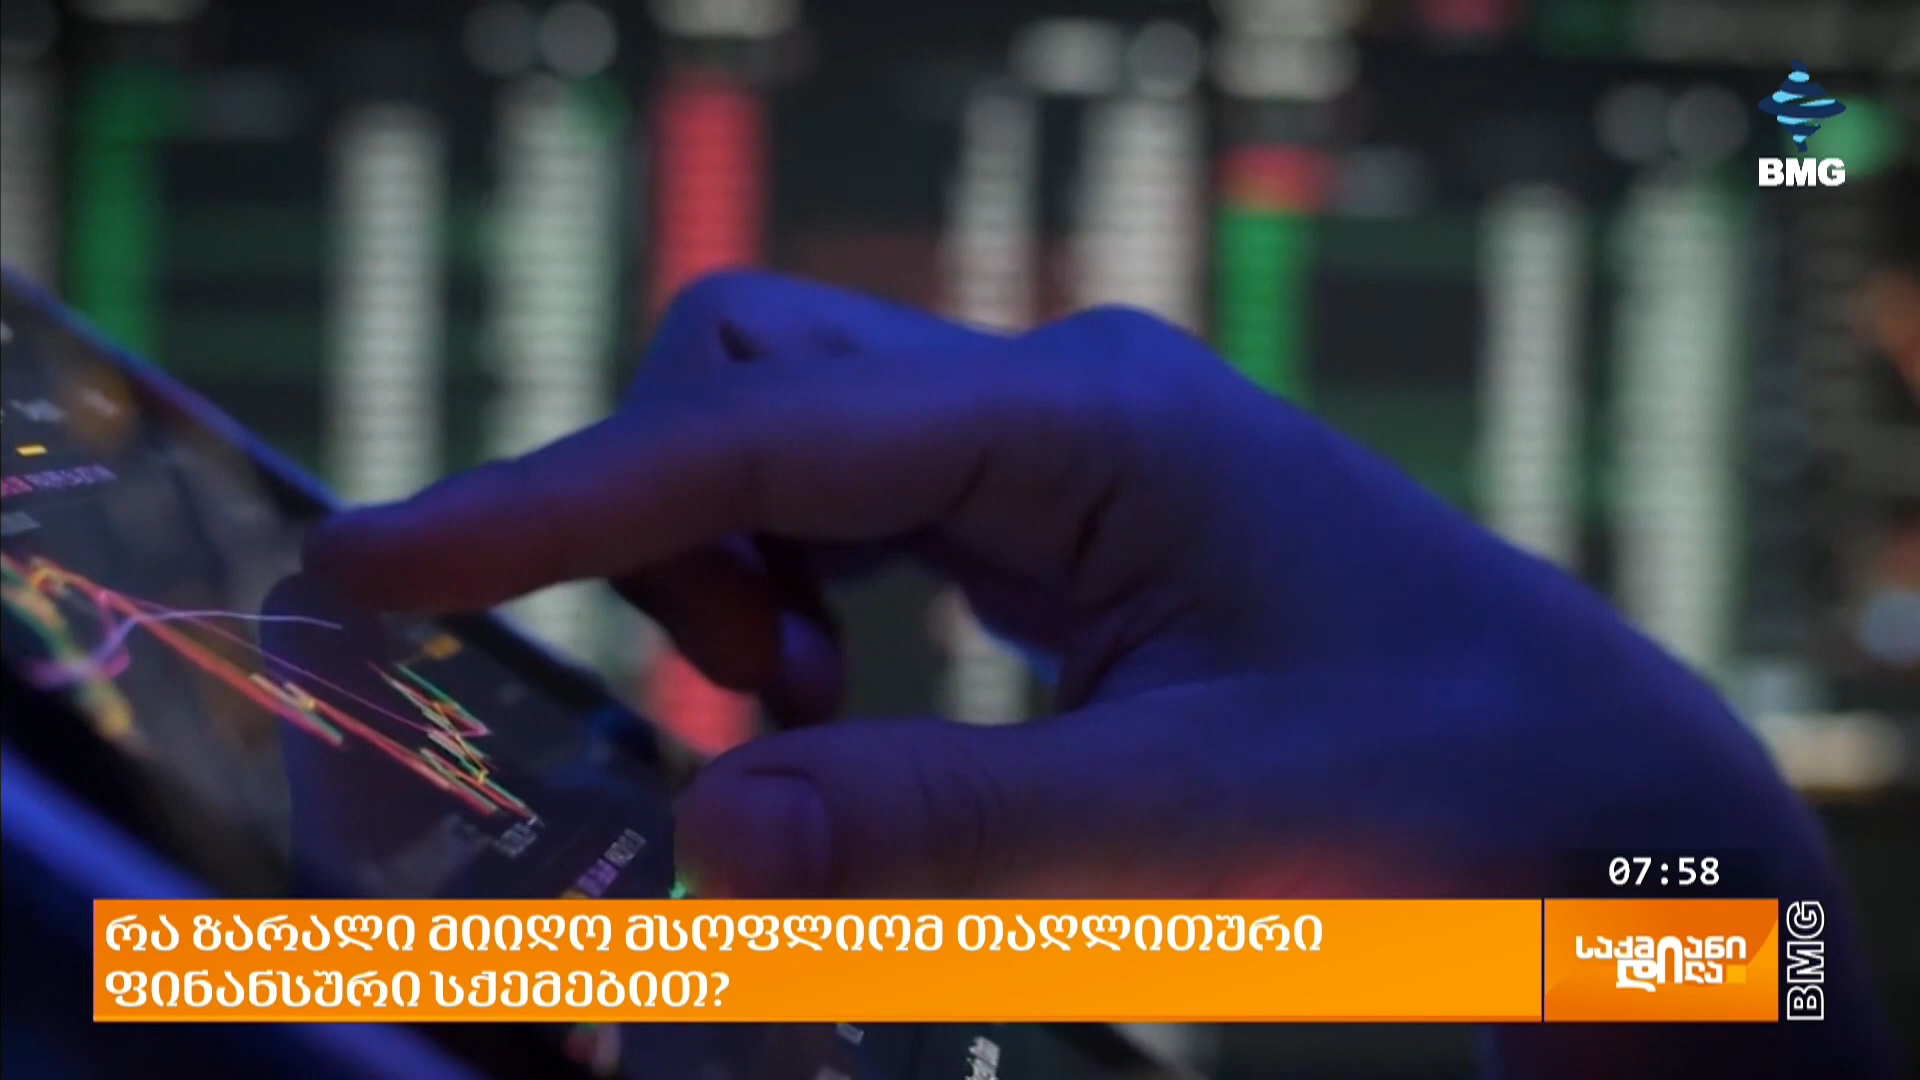 BMG
07:58
ᲠᲐ ᲖᲐᲠᲐᲚᲘ ᲛᲘᲘᲦᲝ ᲛᲡᲝᲤᲚᲘᲝᲛ ᲗᲐᲦᲚᲘᲗᲣᲠᲘ
ᲤᲘᲜᲐᲜᲡᲣᲠᲘ ᲡᲥᲔᲛᲔᲑᲘᲗ?
ᲡᲐᲥᲛᲘᲐᲜᲘ
ᲓᲘᲚᲐ
BMG